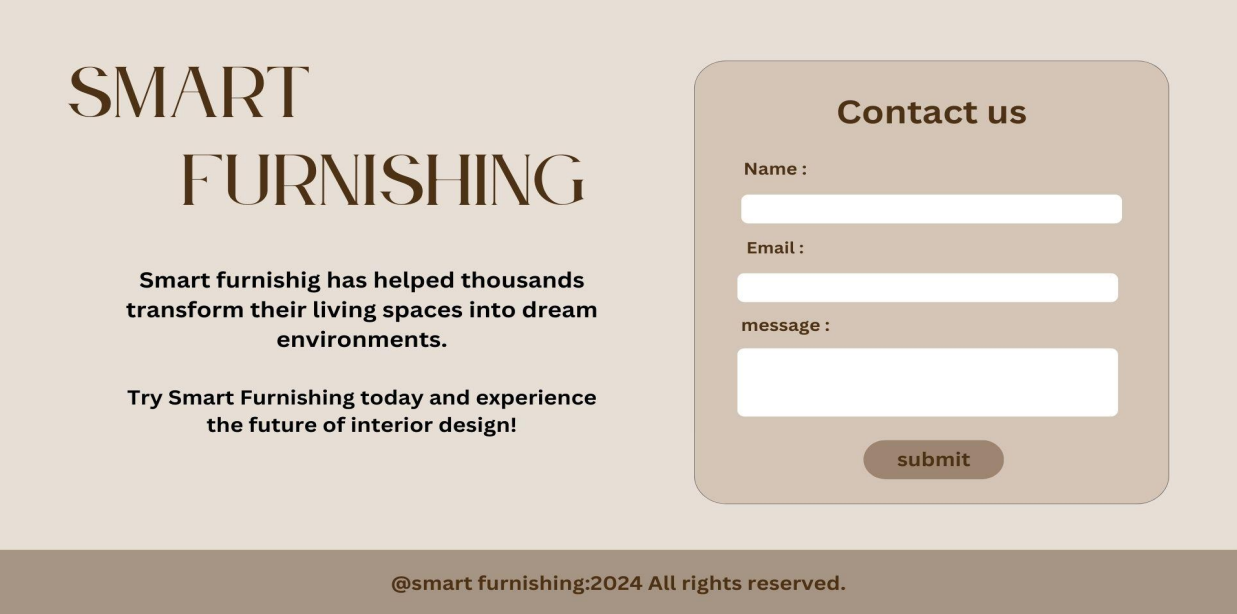 SMART
FURNISHING
Smart furnishig has helped thousands
transform their living spaces into dream
environments.
Try Smart Furnishing today and experience
the future of interior design!
Contact us
Name :
Email :
message :
submit
@smart furnishing:2024 All rights reserved.